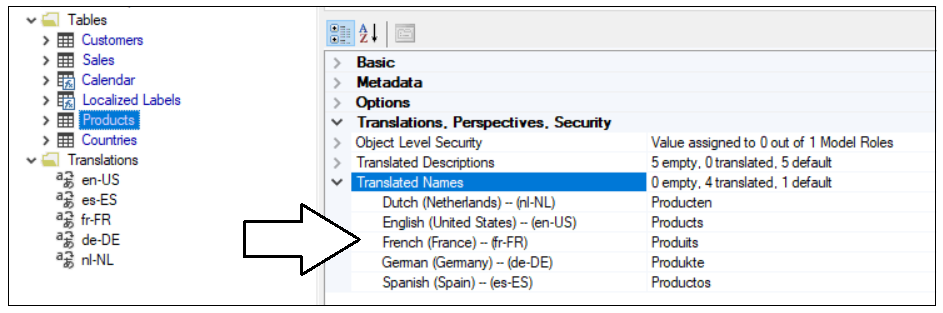 Tables
Customers
Sales
Calendar
Localized Labels
Products
Countries
Translations
en-US
es-ES
fr-FR
de-DE
nl-NL
Basic
Metadata
Options
Translations, Perspectives, Security
Object Level Security Value assigned to 0 out of 1 Model Roles
Translated Descriptions 5 empty, 0 translated, 5 default
Translated Names 0 empty, 4 translated, 1 default
Dutch (Netherlands) -- (nl-NL) Producten
English (United States) -- (en-US) Products
French (France) -- (fr-FR) Produits
German (Germany) -- (de-DE) Produkte
Spanish (Spain) -- (es-ES) Productos